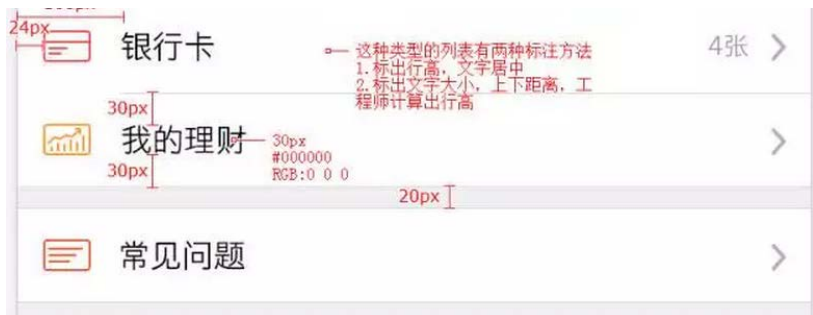 24px
银行卡
4张
这种类型的列表有两种标注方法
1.标出行高，文字居中
2.标出文字大小，上下距离，工
程师计算出行高
30px
我的理财
30px
#000000
RGB:0 0 0
30px
20px
常见问题